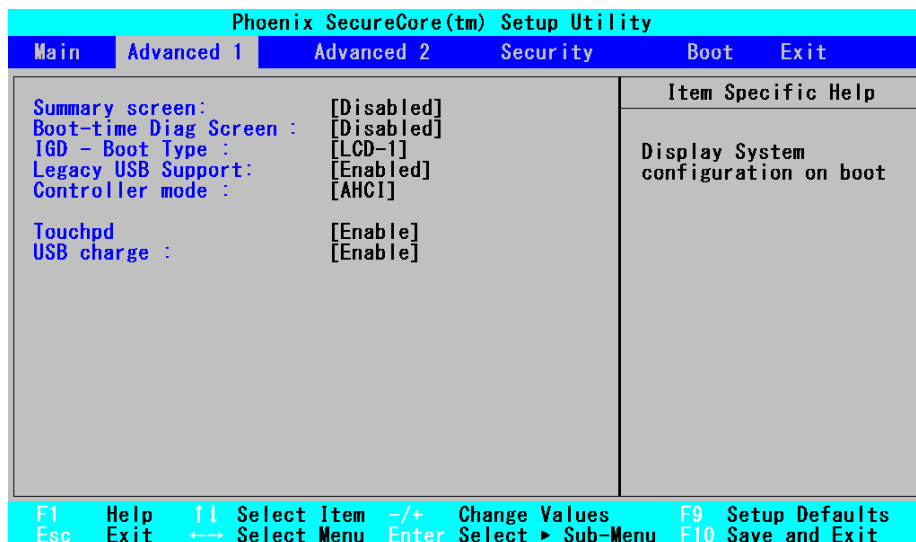 Phoenix SecureCore(tm) Setup Utility
Main Advanced 1 Advanced 2 Security Boot Exit
Summary screen: [Disabled]
Boot-time Diag Screen : [Disabled]
IGD - Boot Type : [LCD-1]
Legacy USB Support: [Enabled]
Controller mode : [AHCI]
Touchpd [Enable]
USB charge : [Enable]
Item Specific Help
Display System
configuration on boot
F1 Help ↑↓ Select Item -/+ Change Values F9 Setup Defaults
Esc Exit ←→ Select Menu Enter Select ► Sub-Menu F10 Save and Exit